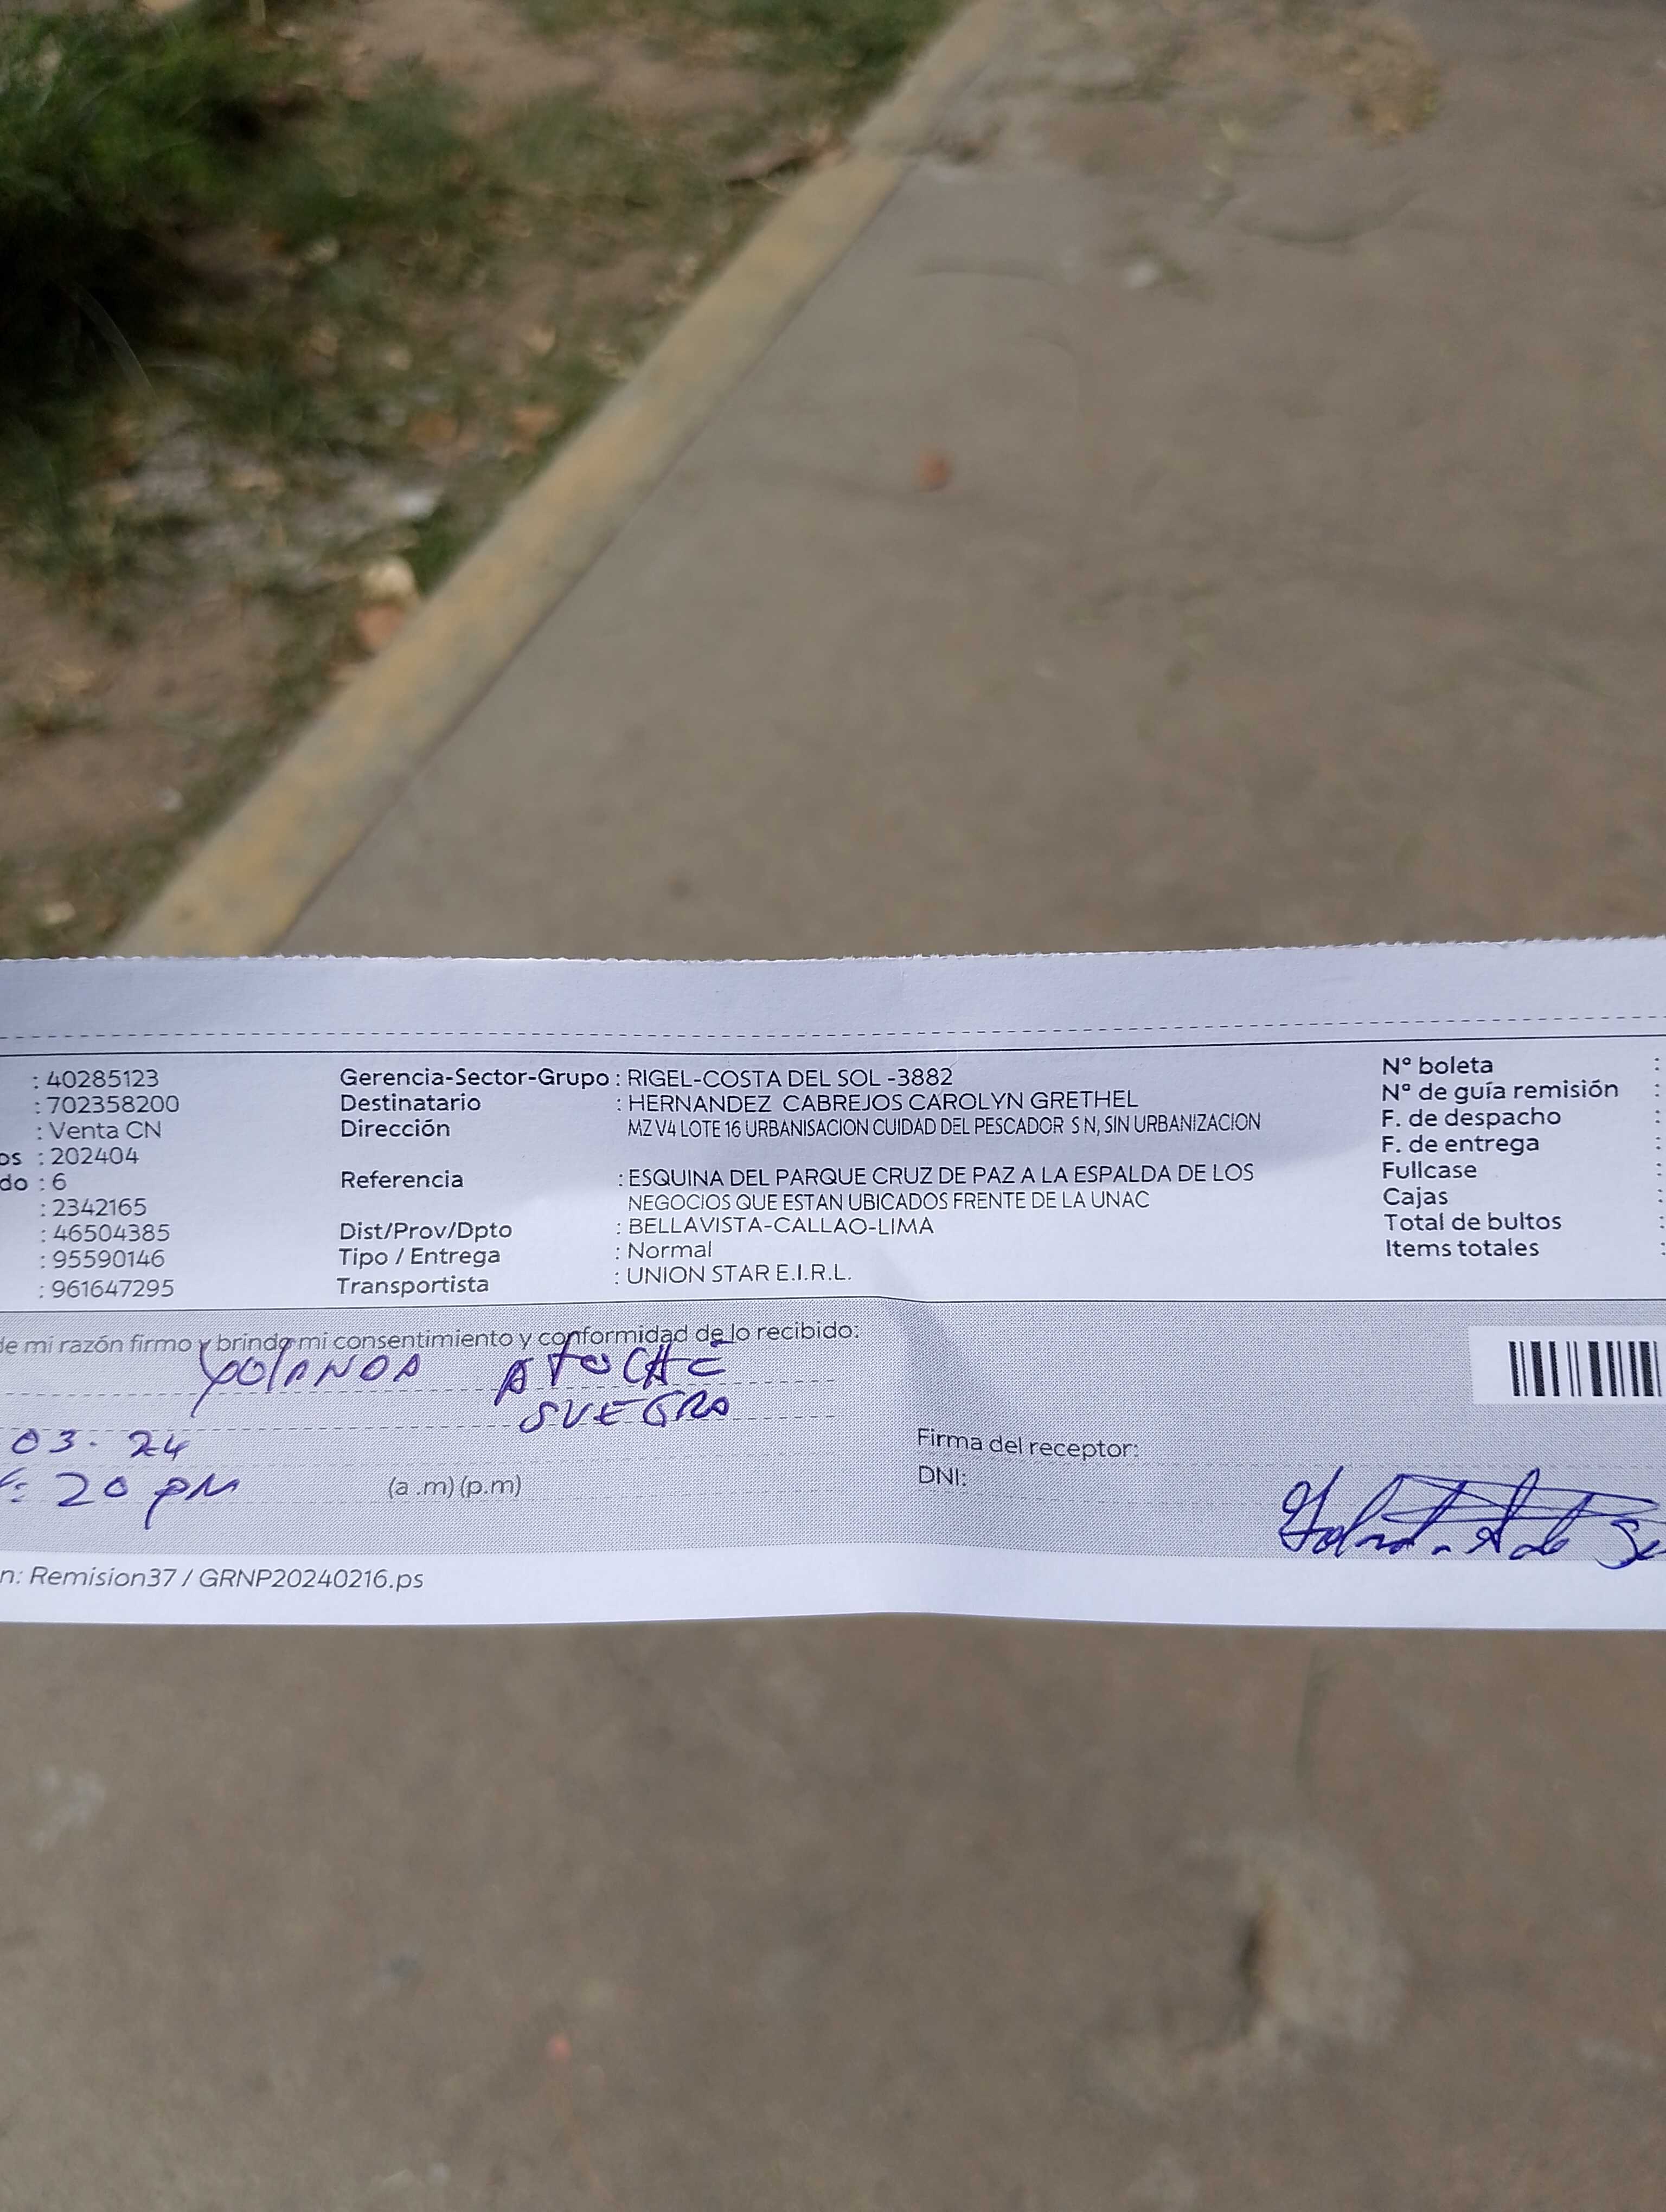 : 40285123 Gerencia-Sector-Grupo : RIGEL-COSTA DEL SOL -3882 Nº boleta :
: 702358200 Destinatario : HERNANDEZ CABREJOS CAROLYN GRETHEL Nº de guía remisión :
: Venta CN Dirección MZ V4 LOTE 16 URBANISACION CUIDAD DEL PESCADOR S N, SIN URBANIZACION F. de despacho :
os : 202404 F. de entrega :
do : 6 Referencia : ESQUINA DEL PARQUE CRUZ DE PAZ A LA ESPALDA DE LOS Fullcase :
: 2342165 NEGOCIOS QUE ESTAN UBICADOS FRENTE DE LA UNAC Cajas :
: 46504385 Dist/Prov/Dpto : BELLAVISTA-CALLAO-LIMA Total de bultos :
: 95590146 Tipo / Entrega : Normal Items totales :
: 961647295 Transportista : UNION STAR E.I.R.L.
de mi razón firmo y brindo mi consentimiento y conformidad de lo recibido:
YOLANDA ATOCHE
SUEGRA
03. 24 Firma del receptor:
: 20 PM (a .m) (p.m) DNI:
n: Remision37 / GRNP20240216.ps